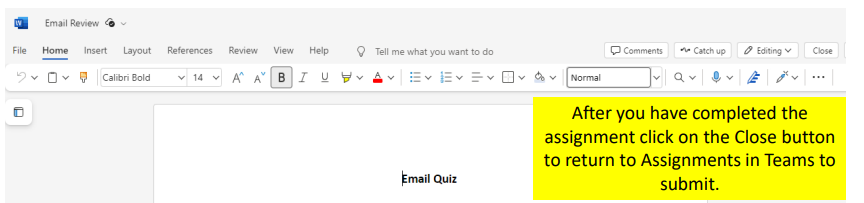 Email Review
File Home Insert Layout References Review View Help Tell me what you want to do Comments Catch up Editing Close
Calibri Bold 14 A^ A˅ B I U A Normal
After you have completed the
assignment click on the Close button
to return to Assignments in Teams to
submit.
Email Quiz